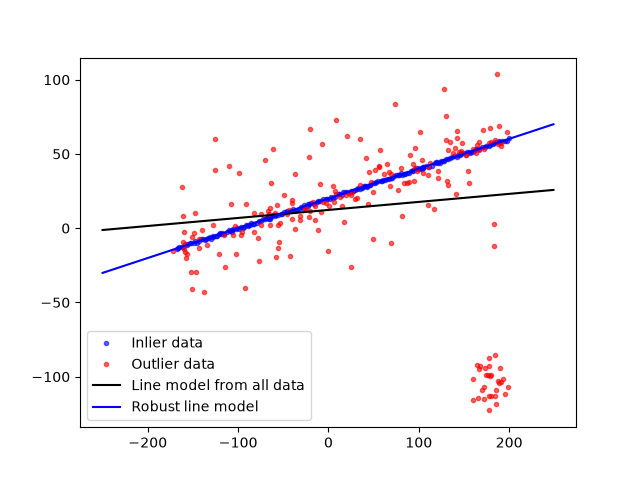 100
50
0
−50
−100
Inlier data
Outlier data
Line model from all data
Robust line model
−200 −100 0 100 200